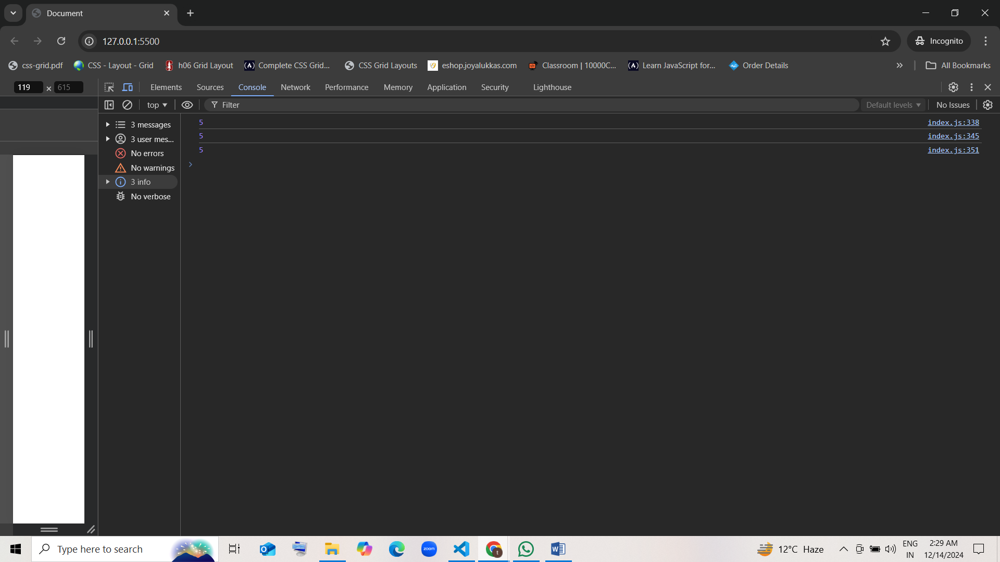 Document
127.0.0.1:5500
Incognito
css-grid.pdf CSS - Layout - Grid h06 Grid Layout Complete CSS Grid... CSS Grid Layouts eshop.joyalukkas.com Classroom | 10000C... Learn JavaScript for... Order Details All Bookmarks
119 × 615 Elements Sources Console Network Performance Memory Application Security Lighthouse
top Filter Default levels No Issues
3 messages
3 user mes...
No errors
No warnings
3 info
No verbose
5 index.js:338
5 index.js:345
5 index.js:351
Type here to search
zoom
12°C Haze
ENG
IN
2:29 AM
12/14/2024